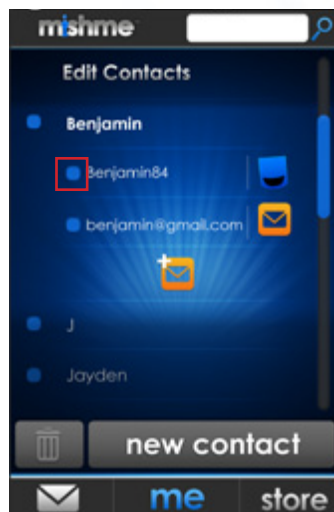 mishme
Edit Contacts
Benjamin
Benjamin84
benjamin@gmail.com
J
Jayden
new contact
me
store